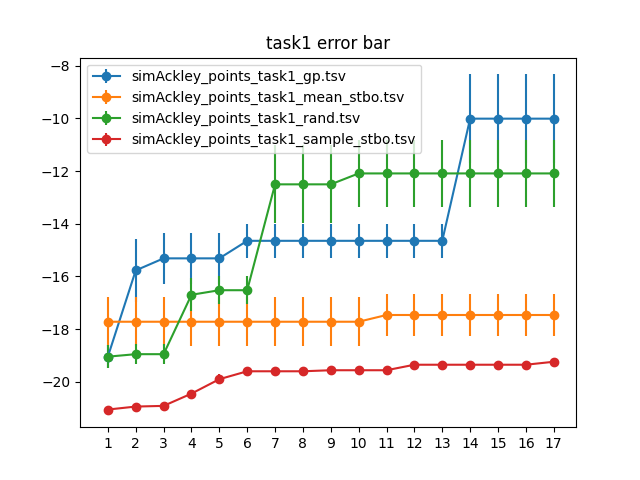 task1 error bar
simAckley_points_task1_gp.tsv
simAckley_points_task1_mean_stbo.tsv
simAckley_points_task1_rand.tsv
simAckley_points_task1_sample_stbo.tsv
−8
−10
−12
−14
−16
−18
−20
1 2 3 4 5 6 7 8 9 10 11 12 13 14 15 16 17